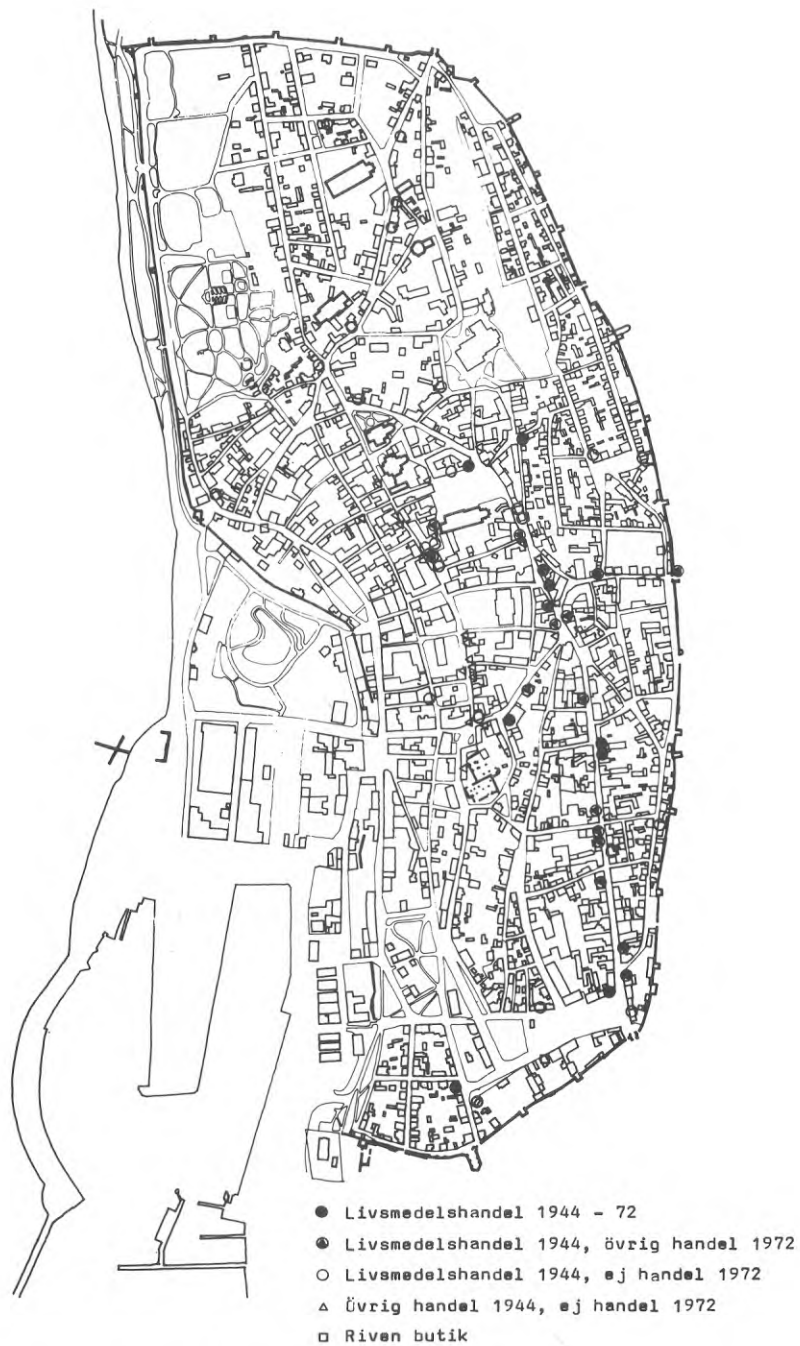 Livsmedelshandel 1944 - 72
Livsmedelshandel 1944, övrig handel 1972
Livsmedelshandel 1944, ej handel 1972
Övrig handel 1944, ej handel 1972
Riven butik